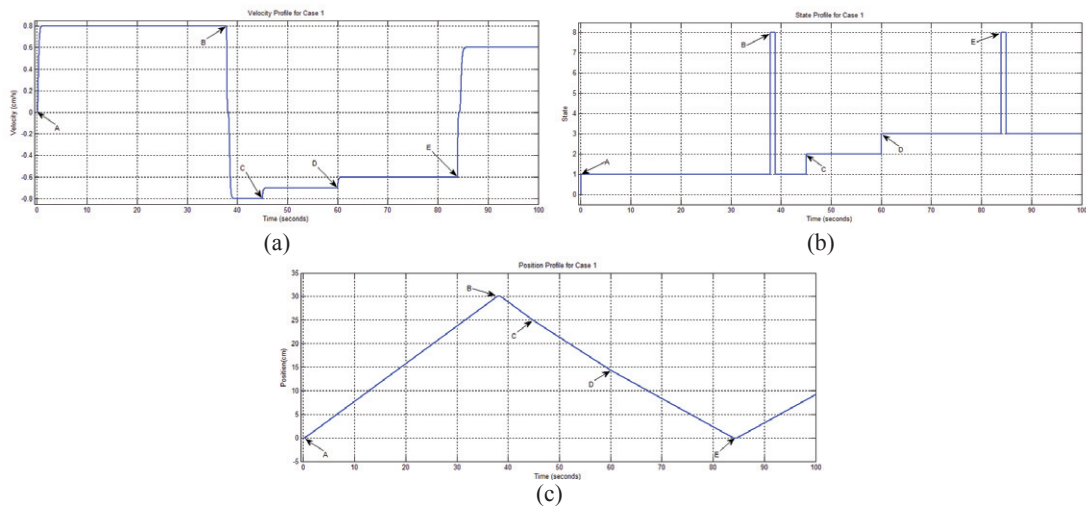 Velocity Profile for Case 1
Velocity (cm/s)
0.8
0.6
0.4
0.2
0
-0.2
-0.4
-0.6
-0.8
A
B
C
D
E
0 10 20 30 40 50 60 70 80 90 100
Time (seconds)
(a)
State Profile for Case 1
State
8
7
6
5
4
3
2
1
0
A
B
C
D
E
0 10 20 30 40 50 60 70 80 90 100
Time (seconds)
(b)
Position Profile for Case 1
Position(cm)
35
30
25
20
15
10
5
0
-5
A
B
C
D
E
0 10 20 30 40 50 60 70 80 90 100
Time (seconds)
(c)